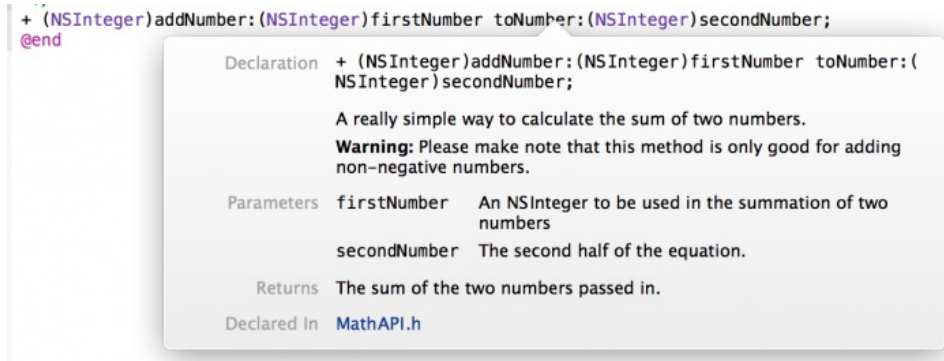 + (NSInteger)addNumber:(NSInteger)firstNumber toNumber:(NSInteger)secondNumber;
@end
Declaration + (NSInteger)addNumber:(NSInteger)firstNumber toNumber:(
NSInteger)secondNumber;
A really simple way to calculate the sum of two numbers.
Warning: Please make note that this method is only good for adding
non-negative numbers.
Parameters firstNumber An NSInteger to be used in the summation of two
numbers
secondNumber The second half of the equation.
Returns The sum of the two numbers passed in.
Declared In MathAPI.h